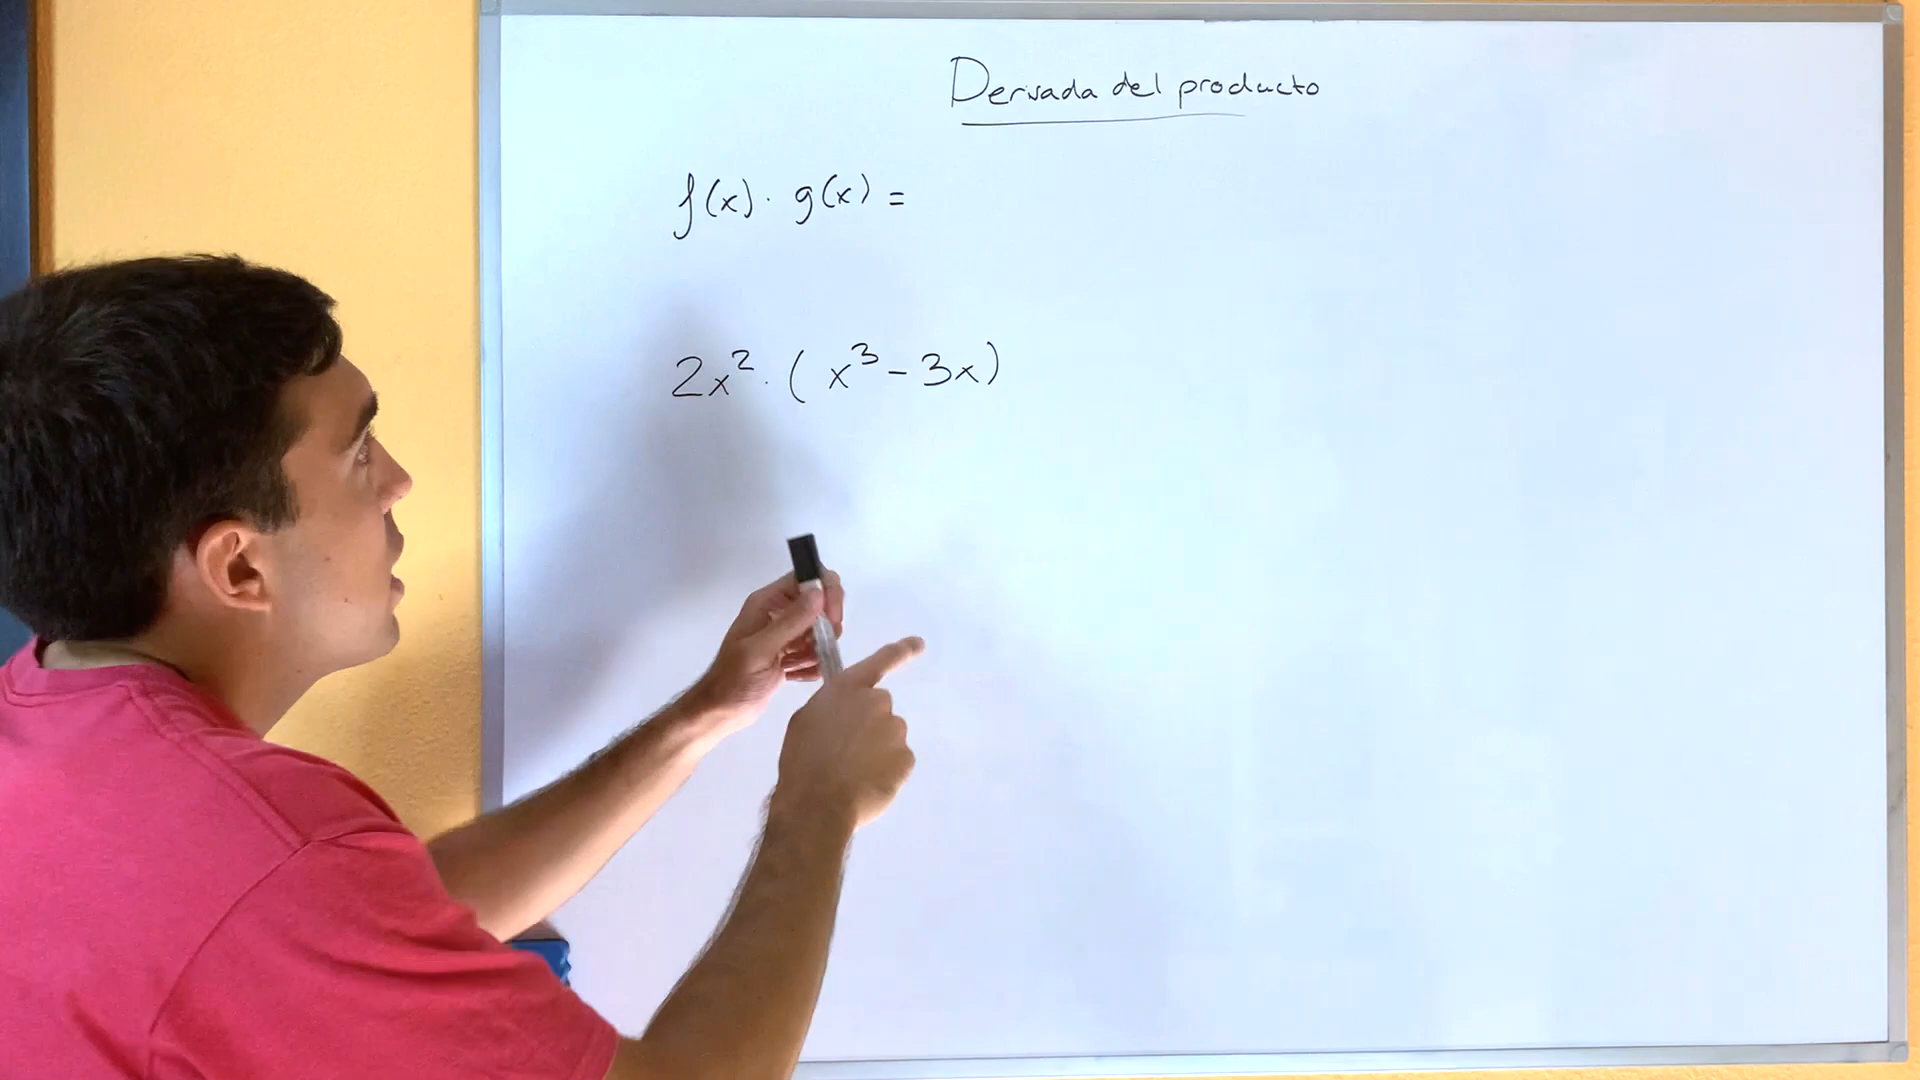 Derivada del producto
f(x) · g(x) =
2x² · (x³ - 3x)